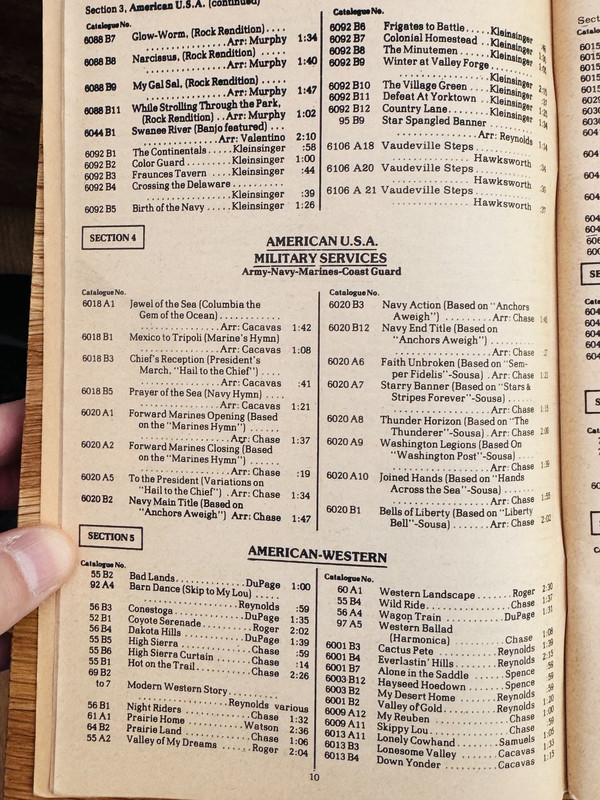 Section 3, American U.S.A. (continued)
Catalogue No.
6088 B7 Glow-Worm, (Rock Rendition) . . . .
. . . . . . . . . . . . . . . Arr: Murphy 1:34
6088 B8 Narcissus, (Rock Rendition) . . . . .
. . . . . . . . . . . . . . . Arr: Murphy 1:40
6088 B9 My Gal Sal, (Rock Rendition) . . . .
. . . . . . . . . . . . . . . Arr: Murphy 1:47
6088 B11 While Strolling Through the Park,
(Rock Rendition) . . . Arr: Murphy 1:02
6044 B1 Swanee River (Banjo featured) . . .
. . . . . . . . . . . . . . Arr: Valentino 2:10
6092 B1 The Continentals . . . . . Kleinsinger :58
6092 B2 Color Guard . . . . . . . . Kleinsinger 1:00
6092 B3 Fraunces Tavern . . . . Kleinsinger :44
6092 B4 Crossing the Delaware . . . . . . . . .
. . . . . . . . . . . . . . . Kleinsinger :39
6092 B5 Birth of the Navy . . . . . Kleinsinger 1:26
Catalogue No.
6092 B6 Frigates to Battle . . . . Kleinsinger
6092 B7 Colonial Homestead . . Kleinsinger
6092 B8 The Minutemen . . . . . Kleinsinger
6092 B9 Winter at Valley Forge . . . . . . . .
. . . . . . . . . . . . . . . Kleinsinger
6092 B10 The Village Green . . . . Kleinsinger
6092 B11 Defeat At Yorktown . . Kleinsinger
6092 B12 Country Lane . . . . . . . Kleinsinger
95 B9 Star Spangled Banner . . . . . . . . .
. . . . . . . . . . . . . . . Arr: Reynolds
6106 A18 Vaudeville Steps . . . . . . . . . . . .
. . . . . . . . . . . . . . . Hawksworth
6106 A20 Vaudeville Steps . . . . . . . . . . . .
. . . . . . . . . . . . . . . Hawksworth
6106 A 21 Vaudeville Steps . . . . . . . . . . . .
. . . . . . . . . . . . . . . Hawksworth
SECTION 4
AMERICAN U.S.A.
MILITARY SERVICES
Army-Navy-Marines-Coast Guard
Catalogue No.
6018 A1 Jewel of the Sea (Columbia the
Gem of the Ocean) . . . . . . . . . . .
. . . . . . . . . . . . . . . Arr: Cacavas 1:42
6018 B1 Mexico to Tripoli (Marine's Hymn)
. . . . . . . . . . . . . . . Arr: Cacavas 1:08
6018 B3 Chief's Reception (President's
March, "Hail to the Chief") . . . .
. . . . . . . . . . . . . . . Arr: Cacavas :41
6018 B5 Prayer of the Sea (Navy Hymn) . . . .
. . . . . . . . . . . . . . . Arr: Cacavas 1:21
6020 A1 Forward Marines Opening (Based
on the "Marines Hymn") . . . . . .
. . . . . . . . . . . . . . . Arr: Chase 1:37
6020 A2 Forward Marines Closing (Based
on the "Marines Hymn") . . . . . .
. . . . . . . . . . . . . . . Arr: Chase :19
6020 A5 To the President (Variations on
"Hail to the Chief") . Arr: Chase 1:34
6020 B2 Navy Main Title (Based on
"Anchors Aweigh") Arr: Chase 1:47
Catalogue No.
6020 B3 Navy Action (Based on "Anchors
Aweigh") . . . . . . . . . Arr: Chase
6020 B12 Navy End Title (Based on
"Anchors Aweigh") . . . . . . . . . .
. . . . . . . . . . . . . . . Arr: Chase
6020 A6 Faith Unbroken (Based on "Sem-
per Fidelis"-Sousa) . Arr: Chase
6020 A7 Starry Banner (Based on "Stars &
Stripes Forever"-Sousa) . . . . . .
. . . . . . . . . . . . . . . Arr: Chase
6020 A8 Thunder Horizon (Based on "The
Thunderer"-Sousa) . Arr: Chase 2:08
6020 A9 Washington Legions (Based On
"Washington Post"-Sousa) . . . .
. . . . . . . . . . . . . . . Arr: Chase
6020 A10 Joined Hands (Based on "Hands
Across the Sea"-Sousa) . . . . . .
. . . . . . . . . . . . . . . Arr: Chase
6020 B1 Bells of Liberty (Based on "Liberty
Bell"-Sousa) . . . . . . . Arr: Chase 2:02
SECTION 5
AMERICAN-WESTERN
Catalogue No.
55 B2 Bad Lands . . . . . . . . . . . . . DuPage 1:00
92 A4 Barn Dance (Skip to My Lou) . . . . .
. . . . . . . . . . . . . . . Reynolds :59
56 B3 Conestoga . . . . . . . . . . . . DuPage 1:35
52 B1 Coyote Serenade . . . . . . . . . Roger 2:02
56 B4 Dakota Hills . . . . . . . . . . . DuPage 1:39
55 B5 High Sierra . . . . . . . . . . . . . Chase :59
55 B6 High Sierra Curtain . . . . . . . Chase :14
55 B1 Hot on the Trail . . . . . . . . . . Chase 2:26
69 B2
to 7 Modern Western Story . . . . . . . . . .
. . . . . . . . . . . . . . . Reynolds various
56 B1 Night Riders . . . . . . . . . . . . Chase 1:32
61 A1 Prairie Home . . . . . . . . . . Watson 2:36
64 B2 Prairie Land . . . . . . . . . . . . Chase 1:06
55 A2 Valley of My Dreams . . . . . . . Roger 2:04
Catalogue No.
60 A1 Western Landscape . . . . . . . Roger 2:30
55 B4 Wild Ride . . . . . . . . . . . . . . Chase 1:37
56 A4 Wagon Train . . . . . . . . . . . DuPage 1:31
97 A5 Western Ballad
(Harmonica) . . . . . . . . . . Chase 1:08
6001 B3 Cactus Pete . . . . . . . . . . Reynolds 1:39
6001 B4 Everlastin' Hills . . . . . . . Reynolds 2:15
6001 B7 Alone in the Saddle . . . . . . Spence :59
6003 B12 Hayseed Hoedown . . . . . . . Spence :59
6003 B2 My Desert Home . . . . . . . Reynolds
6001 B2 Valley of Gold . . . . . . . . . Reynolds
6009 A12 My Reuben . . . . . . . . . . . . . Chase
6009 A11 Skippy Lou . . . . . . . . . . . . . Chase
6013 A11 Lonely Cowhand . . . . . . . Samuels
6013 B3 Lonesome Valley . . . . . . . Cacavas
6013 B4 Down Yonder . . . . . . . . . . Cacavas
10